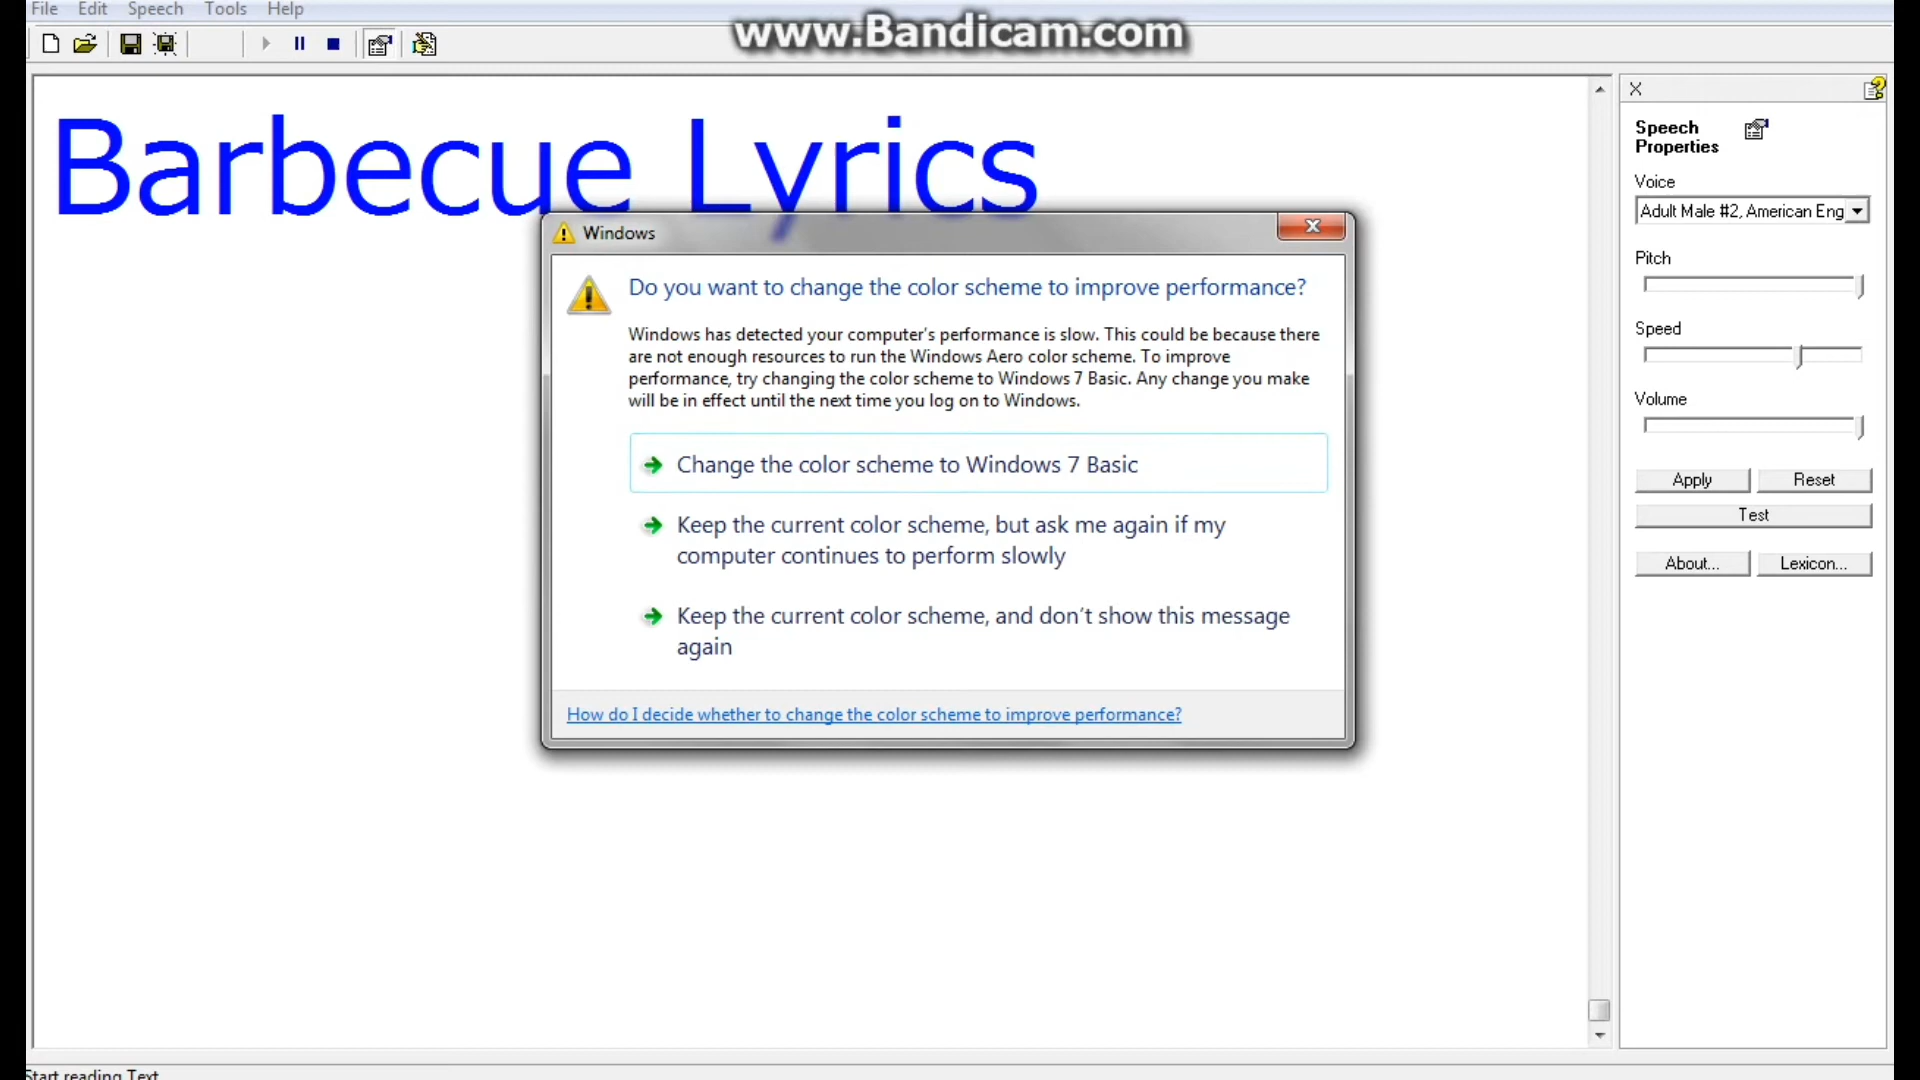 File Edit Speech Tools Help
www.Bandicam.com
Barbecue Lyrics
Windows
Do you want to change the color scheme to improve performance?
Windows has detected your computer's performance is slow. This could be because there
are not enough resources to run the Windows Aero color scheme. To improve
performance, try changing the color scheme to Windows 7 Basic. Any change you make
will be in effect until the next time you log on to Windows.
Change the color scheme to Windows 7 Basic
Keep the current color scheme, but ask me again if my
computer continues to perform slowly
Keep the current color scheme, and don't show this message
again
How do I decide whether to change the color scheme to improve performance?
Speech
Properties
Voice
Adult Male #2, American Eng
Pitch
Speed
Volume
Apply Reset
Test
About... Lexicon...
Start reading Text